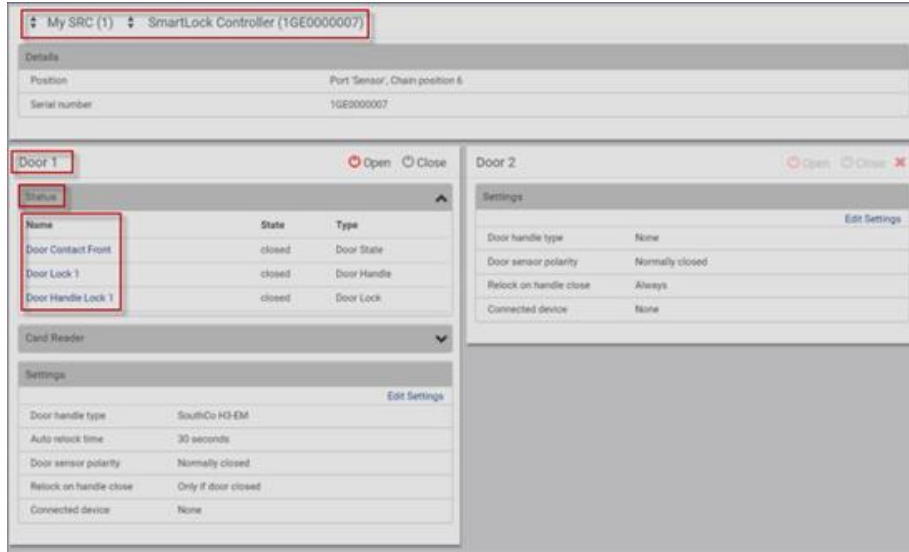 My SRC (1) SmartLock Controller (1GE0000007)
Details
Position Port 'Sensor', Chain position 6
Serial number 1GE0000007
Door 1 Open Close
Status
Name State Type
Door Contact Front closed Door State
Door Lock 1 closed Door Handle
Door Handle Lock 1 closed Door Lock
Card Reader
Settings
Edit Settings
Door handle type SouthCo H3-EM
Auto relock time 30 seconds
Door sensor polarity Normally closed
Relock on handle close Only if door closed
Connected device None
Door 2 Open Close
Settings
Edit Settings
Door handle type None
Door sensor polarity Normally closed
Relock on handle close Always
Connected device None